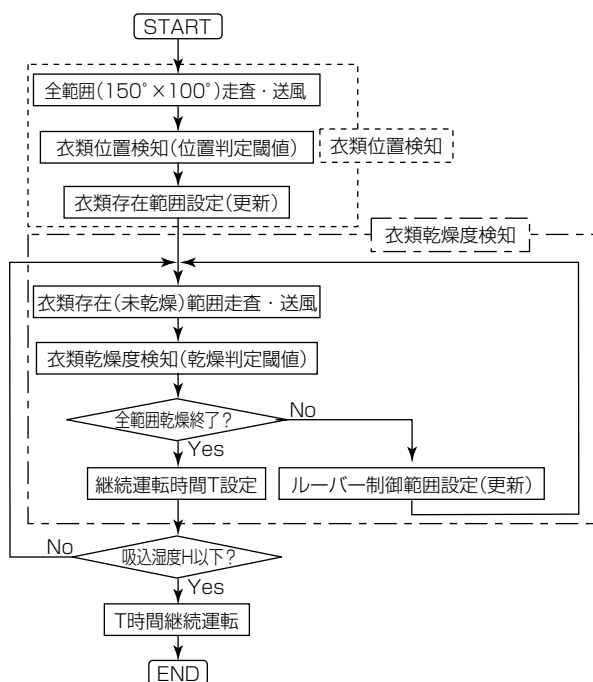 START
全範囲(150°×100°)走査・送風
衣類位置検知(位置判定閾値)
衣類位置検知
衣類存在範囲設定(更新)
衣類乾燥度検知
衣類存在(未乾燥)範囲走査・送風
衣類乾燥度検知(乾燥判定閾値)
全範囲乾燥終了?
No
Yes
継続運転時間T設定
ルーバー制御範囲設定(更新)
No
吸込湿度H以下?
Yes
T時間継続運転
END